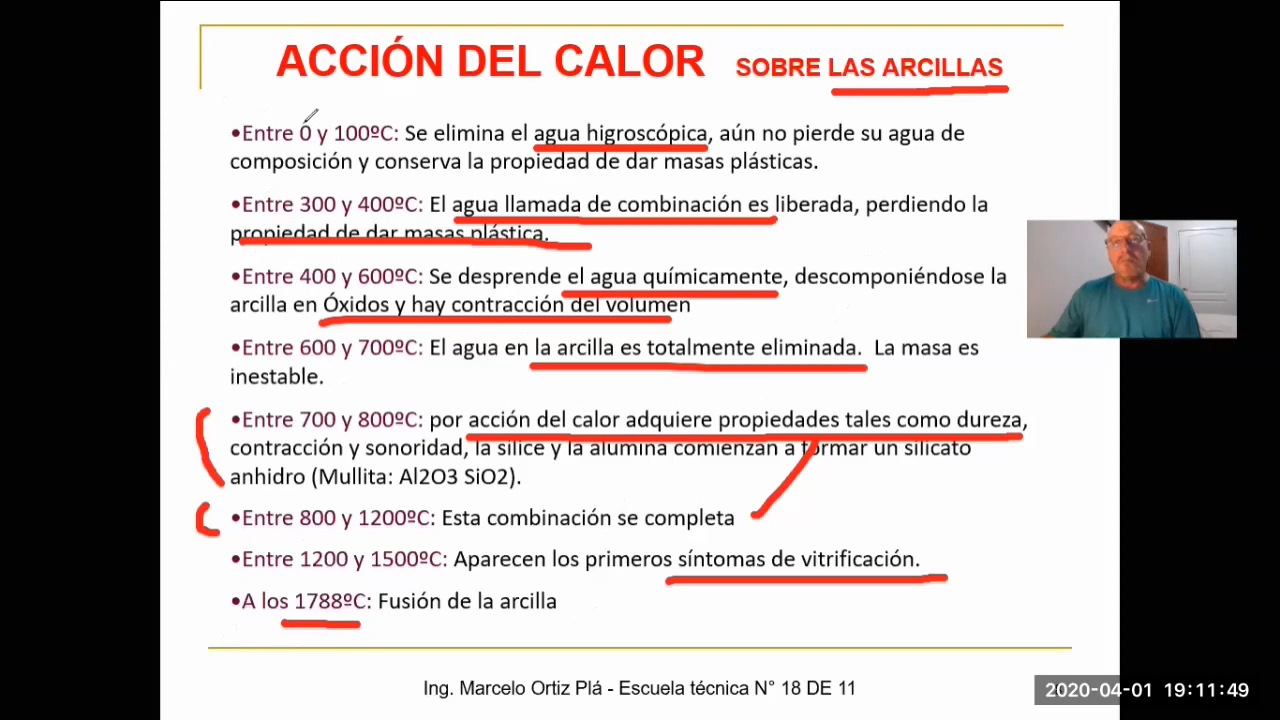 ACCIÓN DEL CALOR SOBRE LAS ARCILLAS
•Entre 0 y 100ºC: Se elimina el agua higroscópica, aún no pierde su agua de
composición y conserva la propiedad de dar masas plásticas.
•Entre 300 y 400ºC: El agua llamada de combinación es liberada, perdiendo la
propiedad de dar masas plástica.
•Entre 400 y 600ºC: Se desprende el agua químicamente, descomponiéndose la
arcilla en Óxidos y hay contracción del volumen
•Entre 600 y 700ºC: El agua en la arcilla es totalmente eliminada. La masa es
inestable.
•Entre 700 y 800ºC: por acción del calor adquiere propiedades tales como dureza,
contracción y sonoridad, la sílice y la alumina comienzan a formar un silicato
anhidro (Mullita: Al2O3 SiO2).
•Entre 800 y 1200ºC: Esta combinación se completa
•Entre 1200 y 1500ºC: Aparecen los primeros síntomas de vitrificación.
•A los 1788ºC: Fusión de la arcilla
Ing. Marcelo Ortiz Plá - Escuela técnica N° 18 DE 11
2020-04-01 19:11:49